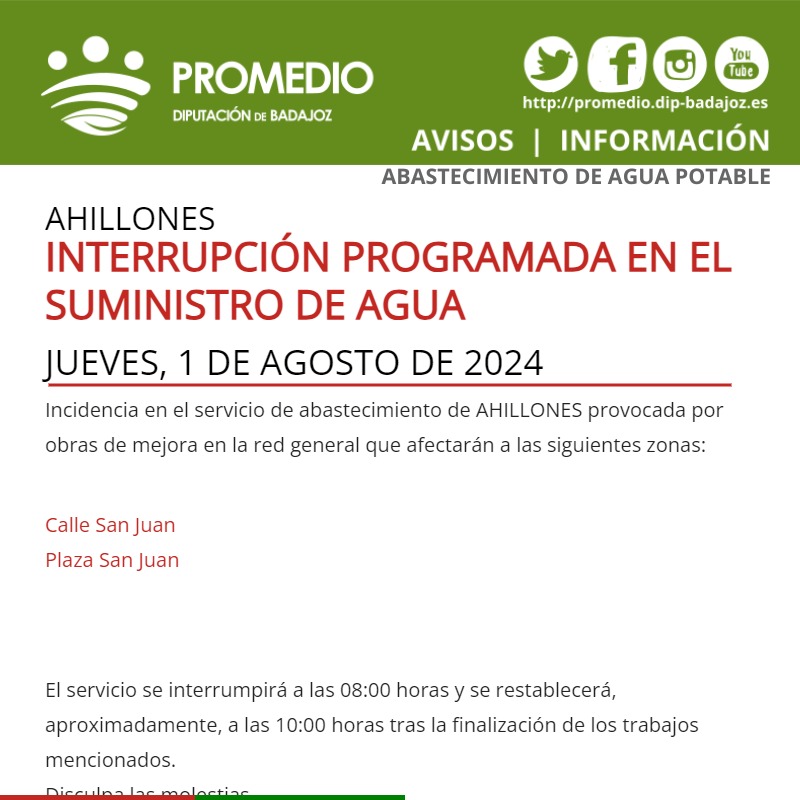 PROMEDIO
DIPUTACIÓN DE BADAJOZ
You
Tube
http://promedio.dip-badajoz.es
AVISOS | INFORMACIÓN
ABASTECIMIENTO DE AGUA POTABLE
AHILLONES
INTERRUPCIÓN PROGRAMADA EN EL
SUMINISTRO DE AGUA
JUEVES, 1 DE AGOSTO DE 2024
Incidencia en el servicio de abastecimiento de AHILLONES provocada por
obras de mejora en la red general que afectarán a las siguientes zonas:
Calle San Juan
Plaza San Juan
El servicio se interrumpirá a las 08:00 horas y se restablecerá,
aproximadamente, a las 10:00 horas tras la finalización de los trabajos
mencionados.
Disculpa las molestias